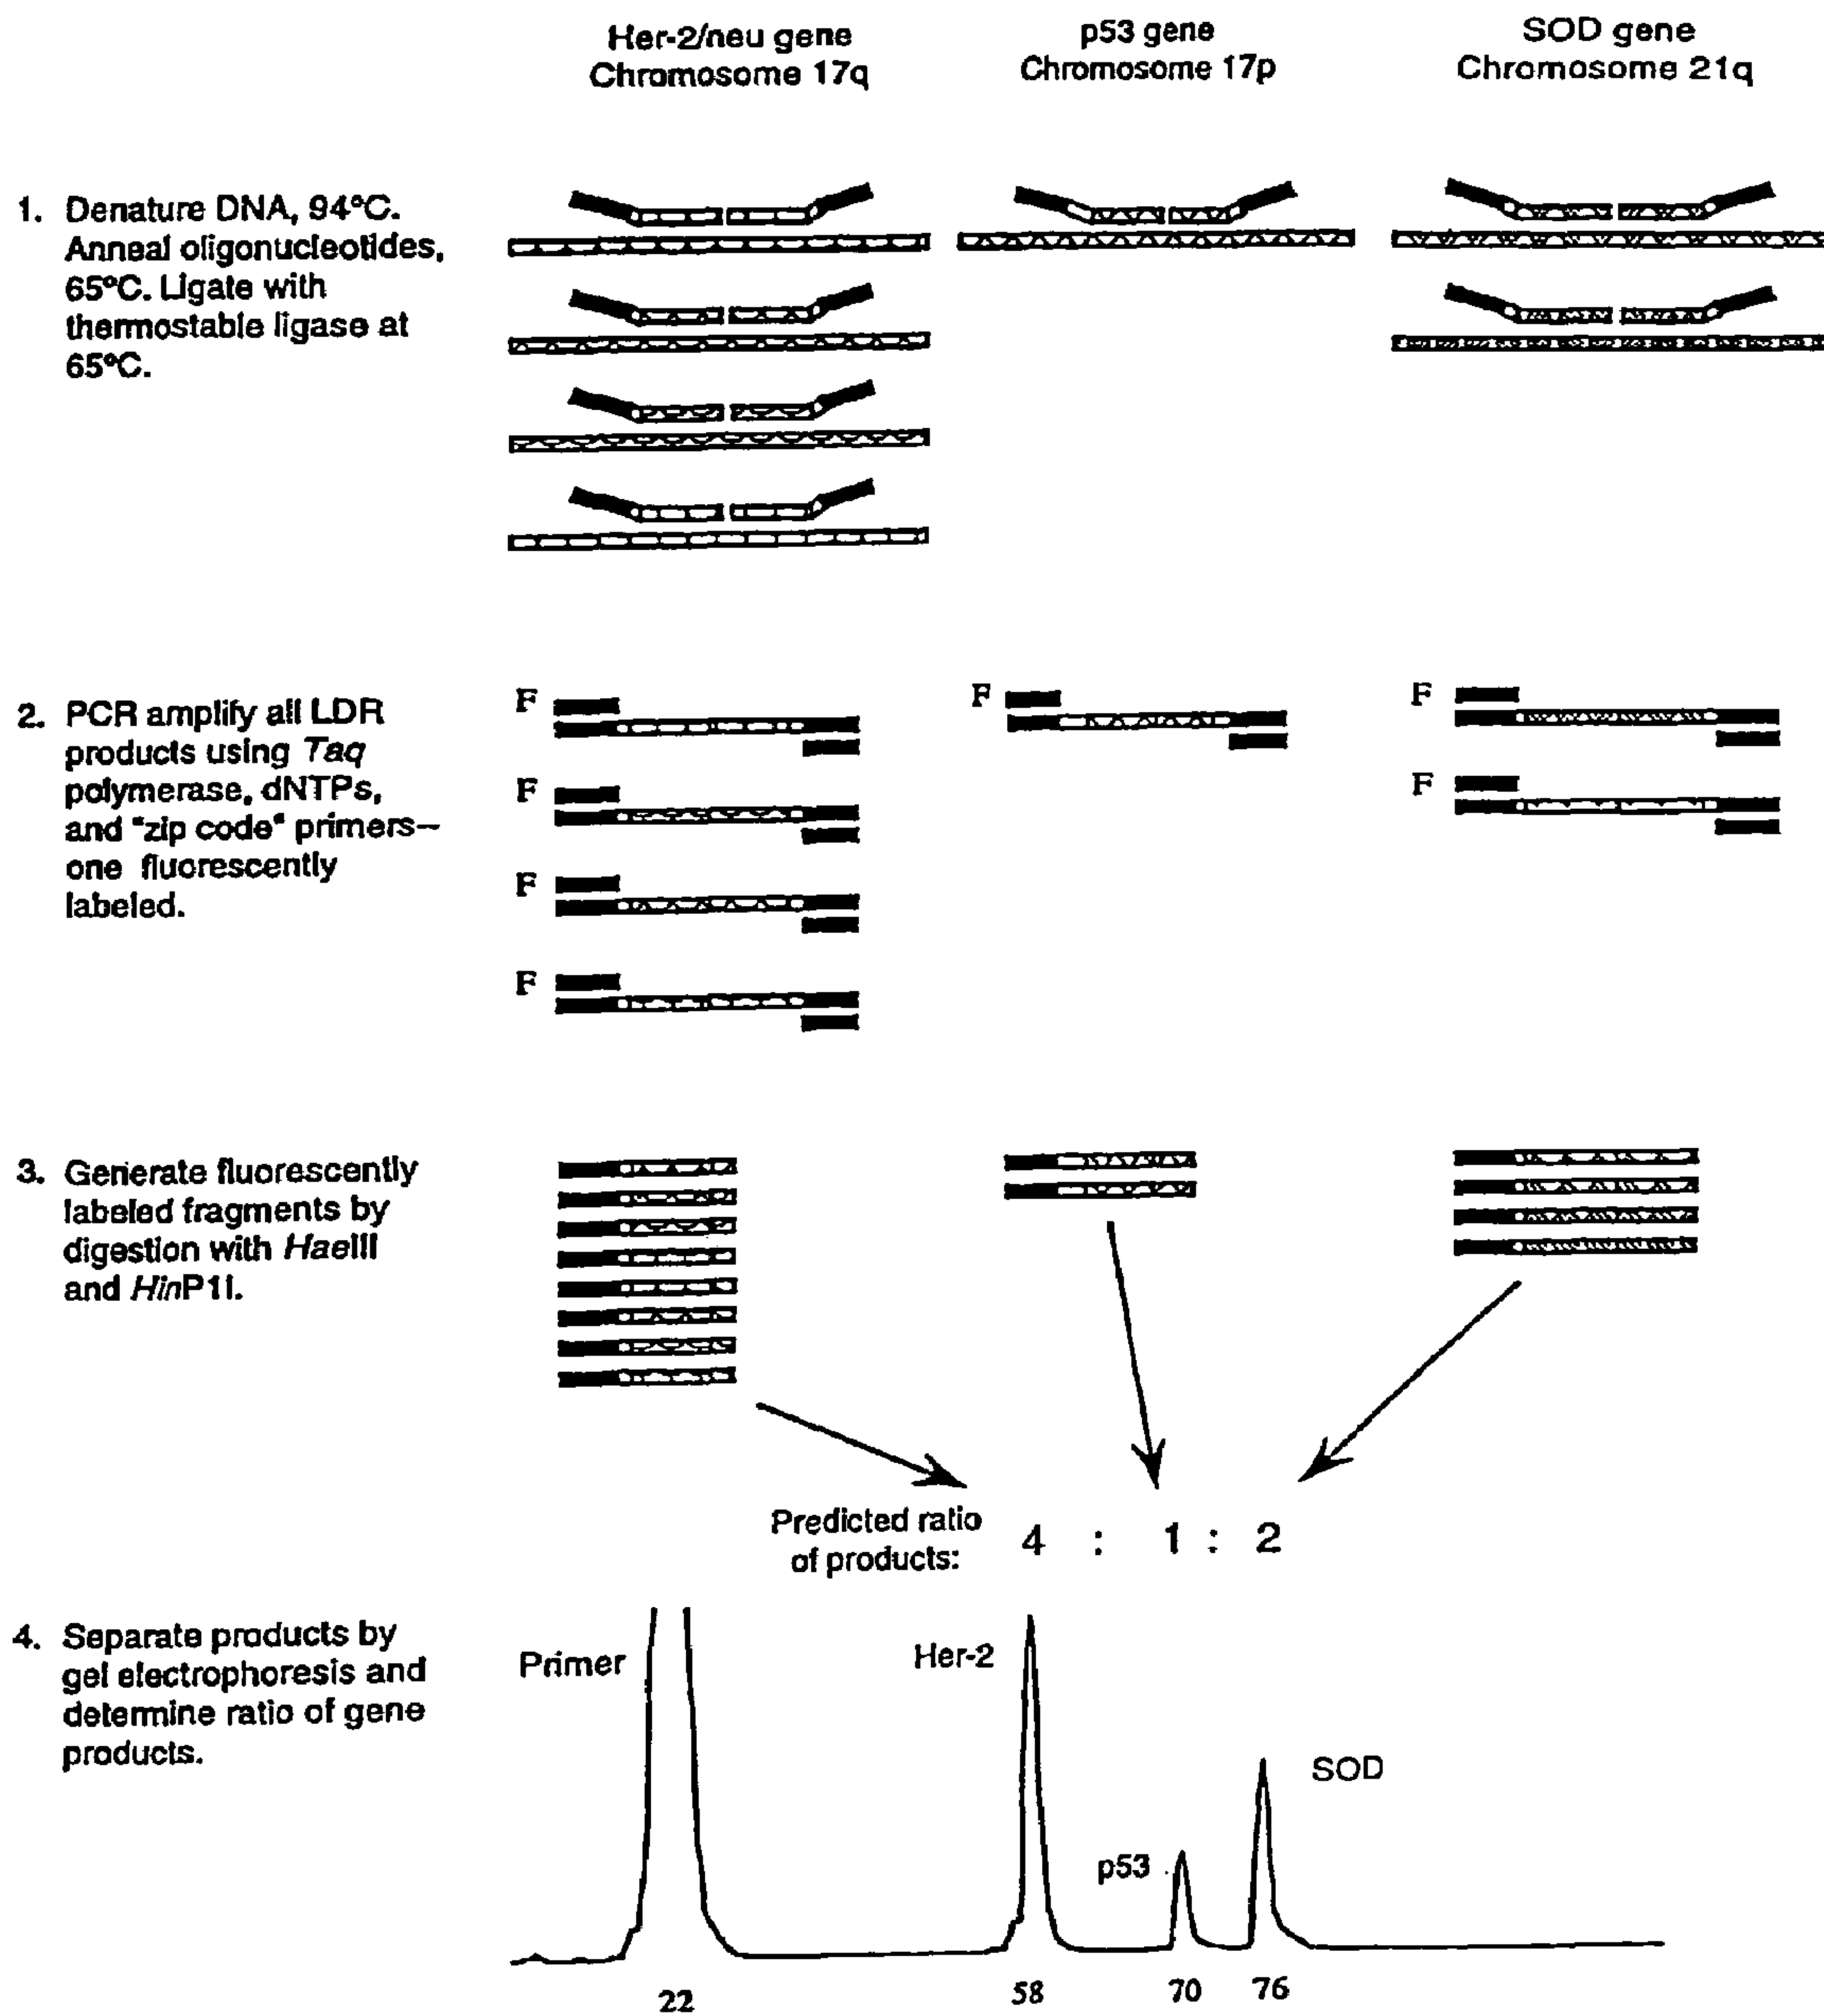 Her-2/neu gene
Chromosome 17q
p53 gene
Chromosome 17p
SOD gene
Chromosome 21q
1. Denature DNA, 94°C.
Anneal oligonucleotides,
65°C. Ligate with
thermostable ligase at
65°C.
2. PCR amplify all LDR
products using Taq
polymerase, dNTPs,
and "zip code" primers—
one fluorescently
labeled.
F
F
F
F
F
F
F
3. Generate fluorescently
labeled fragments by
digestion with HaeIII
and HinP1I.
Predicted ratio
of products:
4 : 1 : 2
4. Separate products by
gel electrophoresis and
determine ratio of gene
products.
Primer
Her-2
p53
SOD
22
58
70
76